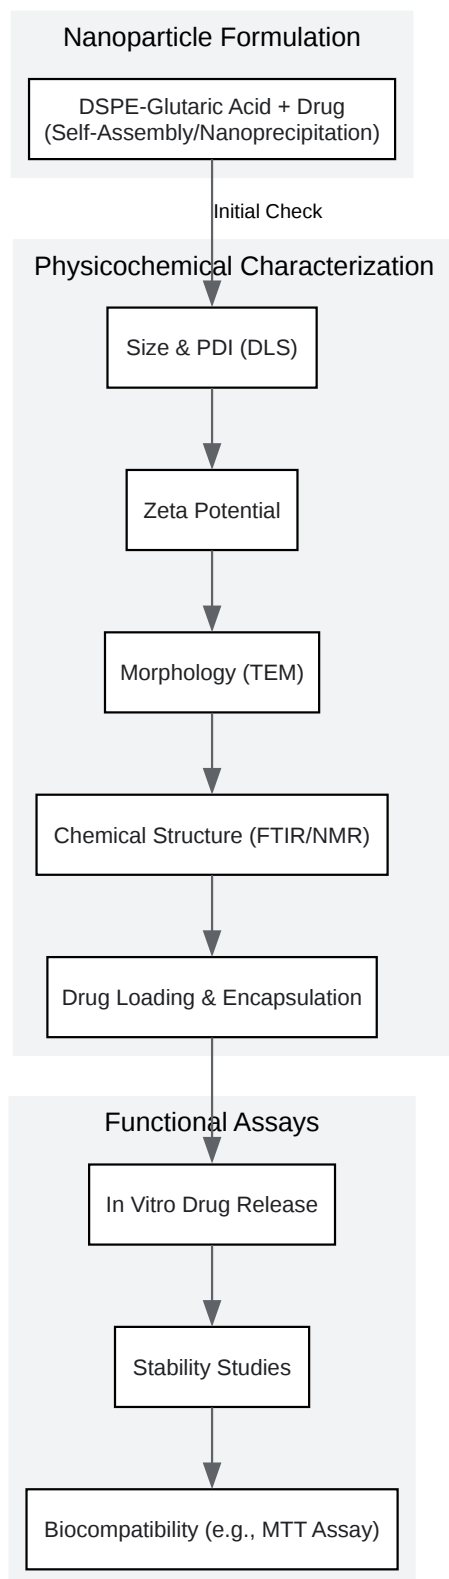 Nanoparticle Formulation
DSPE-Glutaric Acid + Drug
(Self-Assembly/Nanoprecipitation)
Initial Check
Physicochemical Characterization
Size & PDI (DLS)
Zeta Potential
Morphology (TEM)
Chemical Structure (FTIR/NMR)
Drug Loading & Encapsulation
Functional Assays
In Vitro Drug Release
Stability Studies
Biocompatibility (e.g., MTT Assay)